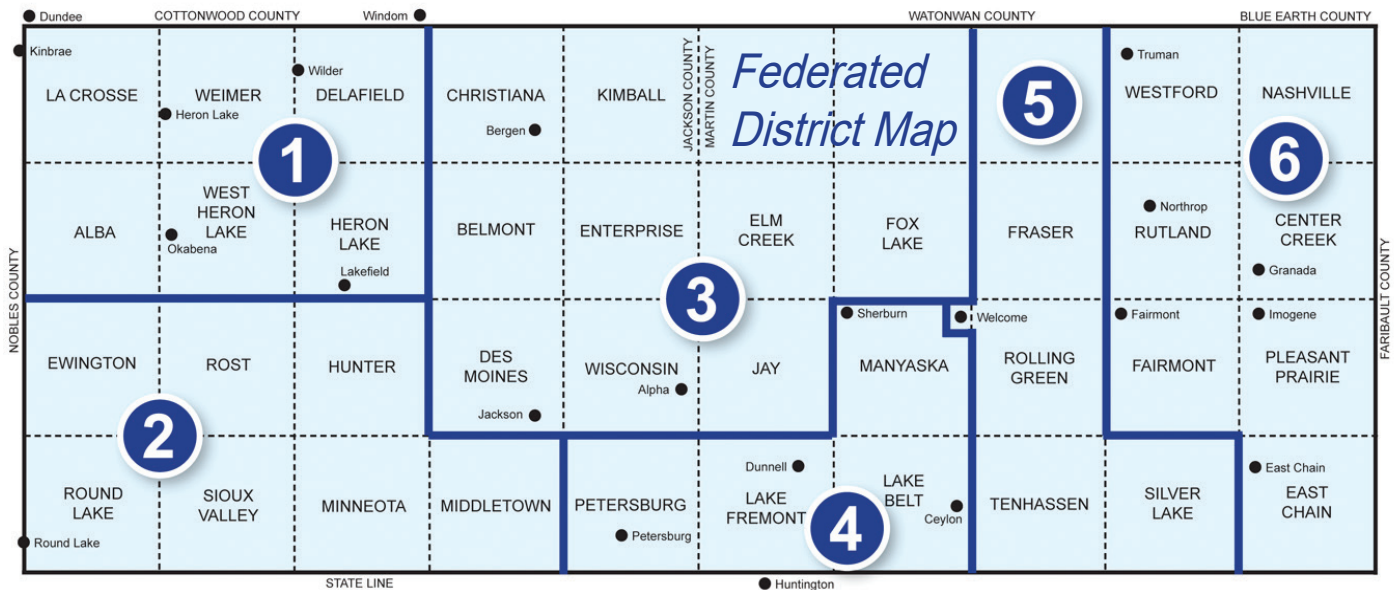 Dundee
COTTONWOOD COUNTY
Windom
WATONWAN COUNTY
BLUE EARTH COUNTY
Kinbrae
Wilder
LA CROSSE
WEIMER
DELAFIELD
Heron Lake
CHRISTIANA
Bergen
KIMBALL
JACKSON COUNTY
MARTIN COUNTY
Federated
District Map
5
Truman
WESTFORD
NASHVILLE
1
6
ALBA
WEST
HERON
LAKE
Okabena
HERON
LAKE
Lakefield
BELMONT
ENTERPRISE
ELM
CREEK
FOX
LAKE
FRASER
Northrop
RUTLAND
CENTER
CREEK
Granada
NOBLES COUNTY
FARIBAULT COUNTY
3
EWINGTON
ROST
HUNTER
DES
MOINES
Jackson
WISCONSIN
Alpha
JAY
Sherburn
MANYASKA
Welcome
ROLLING
GREEN
Fairmont
FAIRMONT
Imogene
PLEASANT
PRAIRIE
2
ROUND
LAKE
Round Lake
SIOUX
VALLEY
MINNEOTA
MIDDLETOWN
PETERSBURG
Petersburg
Dunnell
LAKE
FREMONT
4
LAKE
BELT
Ceylon
TENHASSEN
SILVER
LAKE
East Chain
EAST
CHAIN
STATE LINE
Huntington